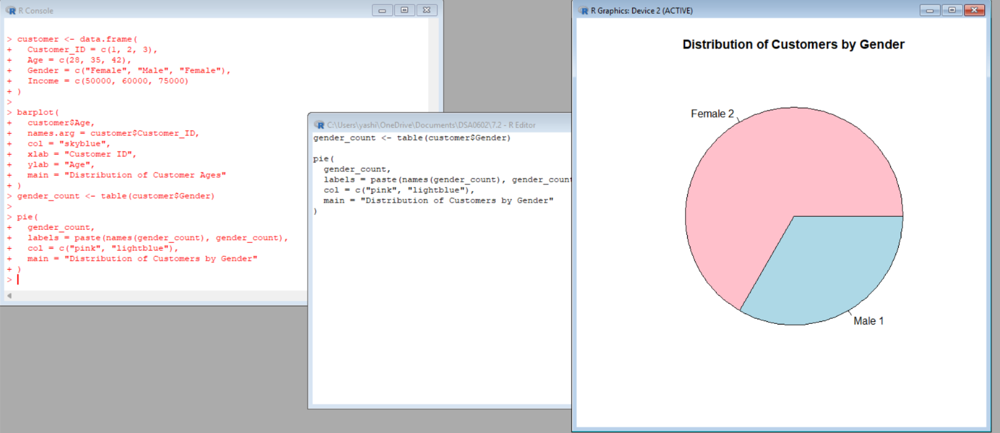 R Console
> customer <- data.frame(
+   Customer_ID = c(1, 2, 3),
+   Age = c(28, 35, 42),
+   Gender = c("Female", "Male", "Female"),
+   Income = c(50000, 60000, 75000)
+ )
>
> barplot(
+   customer$Age,
+   names.arg = customer$Customer_ID,
+   col = "skyblue",
+   xlab = "Customer ID",
+   ylab = "Age",
+   main = "Distribution of Customer Ages"
+ )
> gender_count <- table(customer$Gender)
>
> pie(
+   gender_count,
+   labels = paste(names(gender_count), gender_count),
+   col = c("pink", "lightblue"),
+   main = "Distribution of Customers by Gender"
+ )
>
C:\Users\yashi\OneDrive\Documents\DSA0602\7.2 - R Editor
gender_count <- table(customer$Gender)
pie(
  gender_count,
  labels = paste(names(gender_count), gender_count
  col = c("pink", "lightblue"),
  main = "Distribution of Customers by Gender"
)
R Graphics: Device 2 (ACTIVE)
Distribution of Customers by Gender
Female 2
Male 1